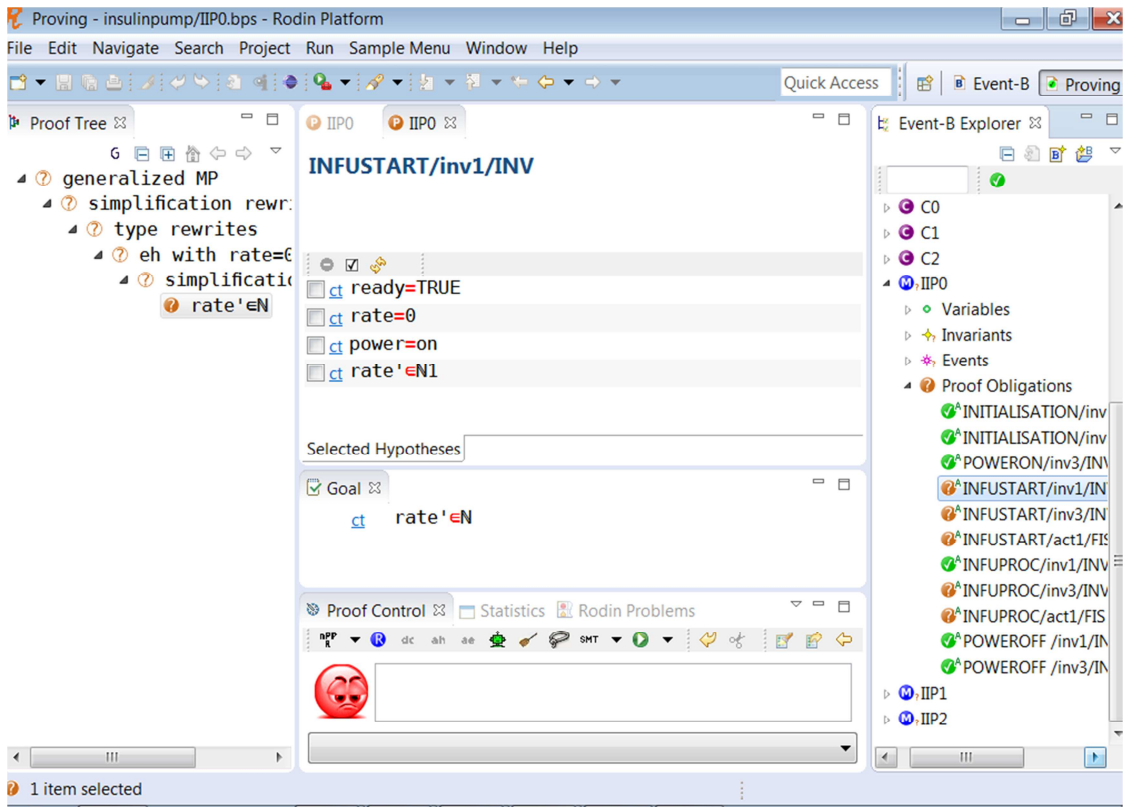 Proving - insulinpump/IIP0.bps - Rodin Platform
File Edit Navigate Search Project Run Sample Menu Window Help
Quick Access
Event-B
Proving
Proof Tree
G
generalized MP
simplification rewr
type rewrites
eh with rate=0
simplificatio
rate'∈ℕ
IIP0
IIP0
INFUSTART/inv1/INV
ct ready=TRUE
ct rate=0
ct power=on
ct rate'∈ℕ1
Selected Hypotheses
Goal
ct rate'∈ℕ
Proof Control Statistics Rodin Problems
nPP R R dc ah ae SMT
Event-B Explorer
C0
C1
C2
IIP0
Variables
Invariants
Events
Proof Obligations
INITIALISATION/inv
INITIALISATION/inv
POWERON/inv3/INV
INFUSTART/inv1/IN
INFUSTART/inv3/IN
INFUSTART/act1/FIS
INFUPROC/inv1/INV
INFUPROC/inv3/INV
INFUPROC/act1/FIS
POWEROFF /inv1/IN
POWEROFF /inv3/IN
IIP1
IIP2
1 item selected